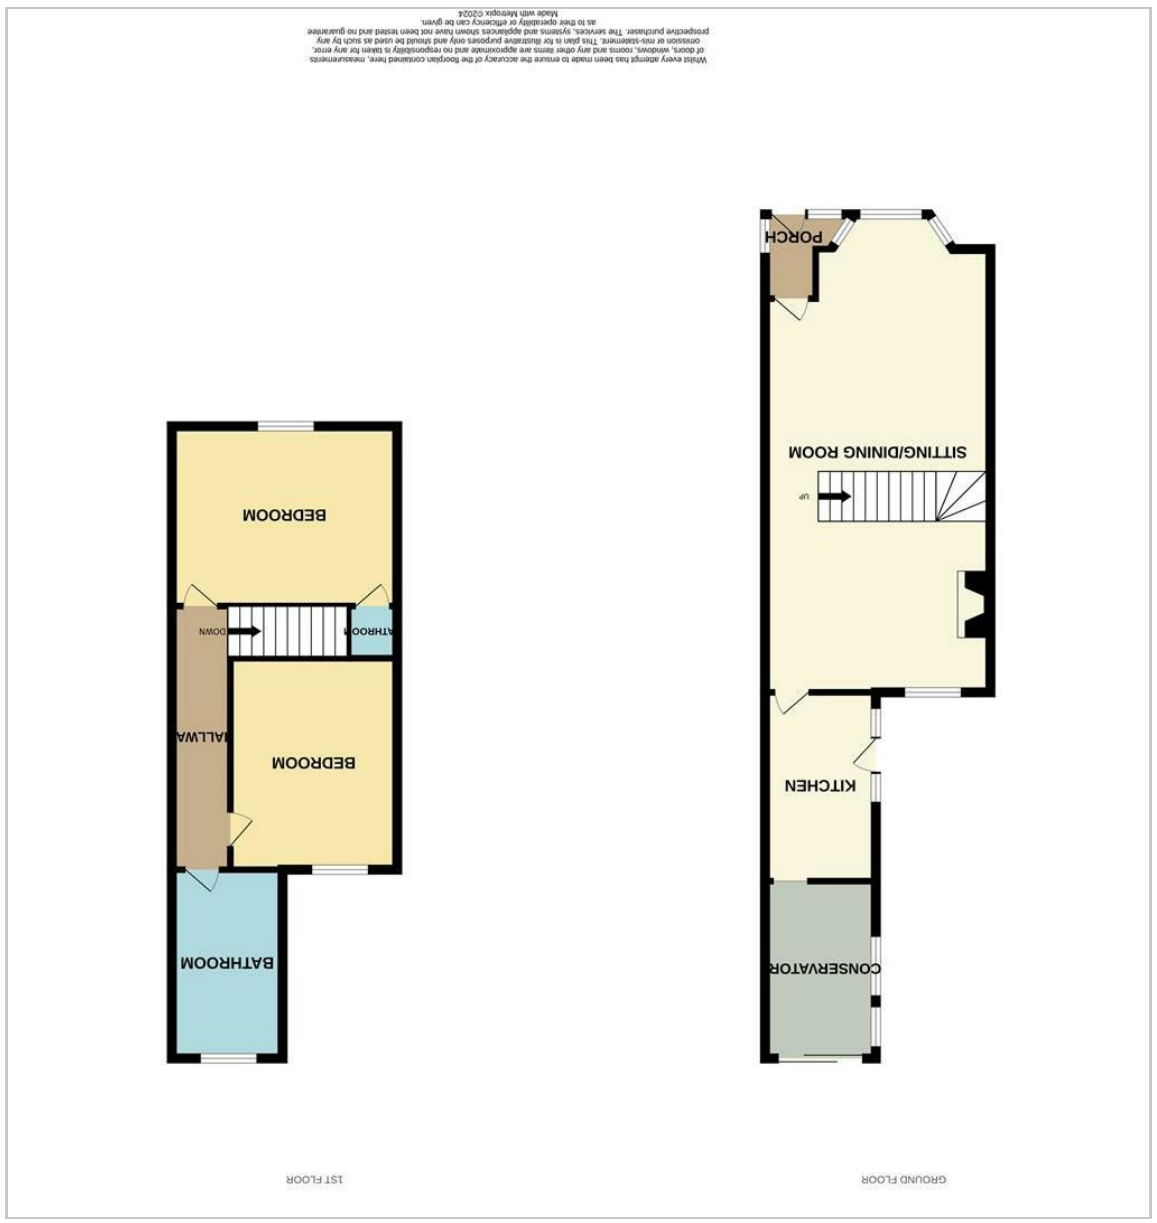 GROUND FLOOR
1ST FLOOR
CONSERVATOR
KITCHEN
UP
SITTING/DINING ROOM
PORCH
BATHROOM
BEDROOM
HALLWA
DOWN
ATHROOM
BEDROOM
Whilst every attempt has been made to ensure the accuracy of the floorplan contained here, measurements
of doors, windows, rooms and any other items are approximate and no responsibility is taken for any error,
omission or mis-statement. This plan is for illustrative purposes only and should be used as such by any
prospective purchaser. The services, systems and appliances shown have not been tested and no guarantee
as to their operability or efficiency can be given.
Made with Metropix ©2024